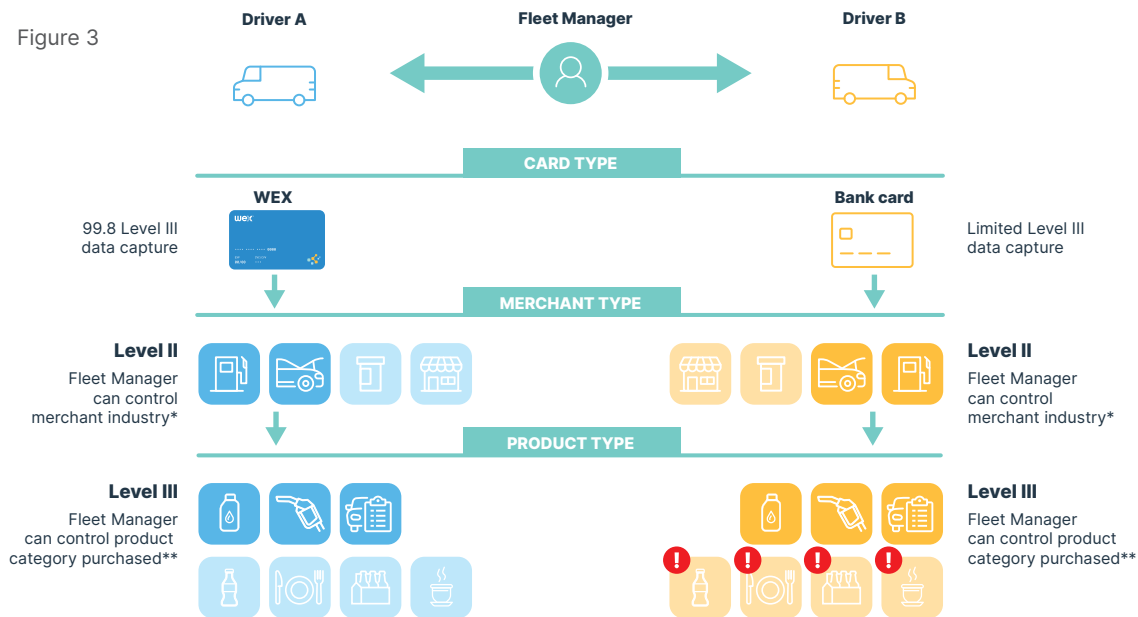 Figure 3
Driver A
Fleet Manager
Driver B
CARD TYPE
WEX
Bank card
99.8 Level III
data capture
wex
Limited Level III
data capture
MERCHANT TYPE
Level II
Fleet Manager
can control
merchant industry*
Level II
Fleet Manager
can control
merchant industry*
PRODUCT TYPE
Level III
Fleet Manager
can control product
category purchased**
Level III
Fleet Manager
can control product
category purchased**
!
!
!
!